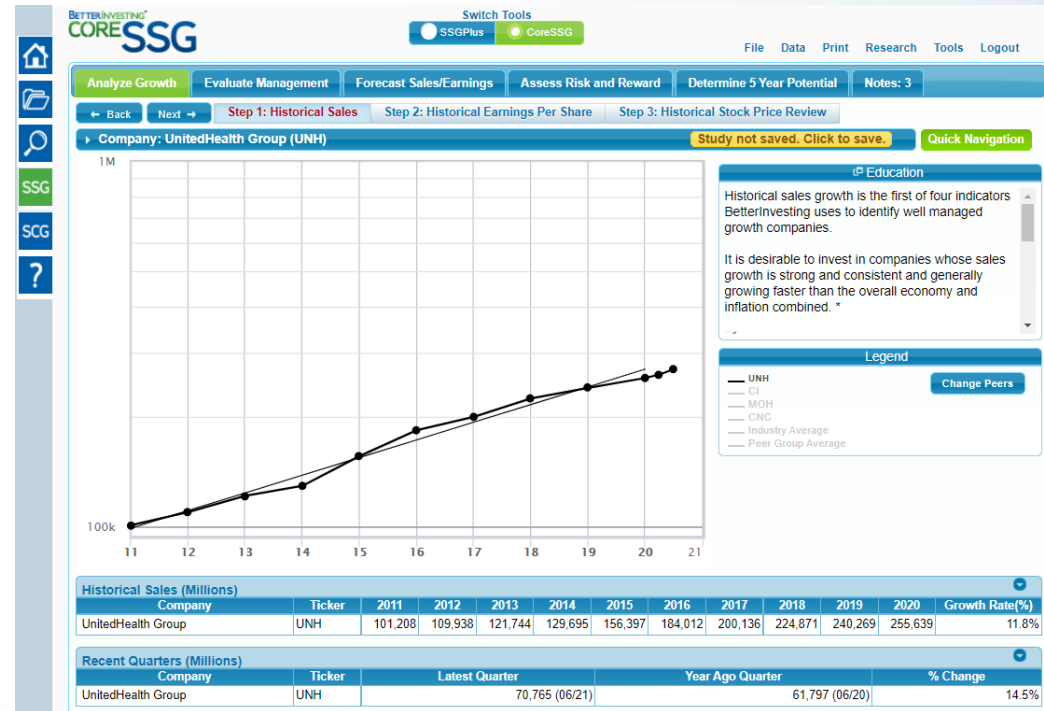 BETTERINVESTING™
CORESSG
Switch Tools
SSGPlus CoreSSG
File Data Print Research Tools Logout
Analyze Growth Evaluate Management Forecast Sales/Earnings Assess Risk and Reward Determine 5 Year Potential Notes: 3
← Back Next → Step 1: Historical Sales Step 2: Historical Earnings Per Share Step 3: Historical Stock Price Review
Company: UnitedHealth Group (UNH) Study not saved. Click to save. Quick Navigation
SSG
SCG
?
1M
100k
11 12 13 14 15 16 17 18 19 20 21
Education
Historical sales growth is the first of four indicators
BetterInvesting uses to identify well managed
growth companies.
It is desirable to invest in companies whose sales
growth is strong and consistent and generally
growing faster than the overall economy and
inflation combined. *
Legend
UNH
CI
MOH
CNC
Industry Average
Peer Group Average
Change Peers
Historical Sales (Millions)
Company Ticker 2011 2012 2013 2014 2015 2016 2017 2018 2019 2020 Growth Rate(%)
UnitedHealth Group UNH 101,208 109,938 121,744 129,695 156,397 184,012 200,136 224,871 240,269 255,639 11.8%
Recent Quarters (Millions)
Company Ticker Latest Quarter Year Ago Quarter % Change
UnitedHealth Group UNH 70,765 (06/21) 61,797 (06/20) 14.5%